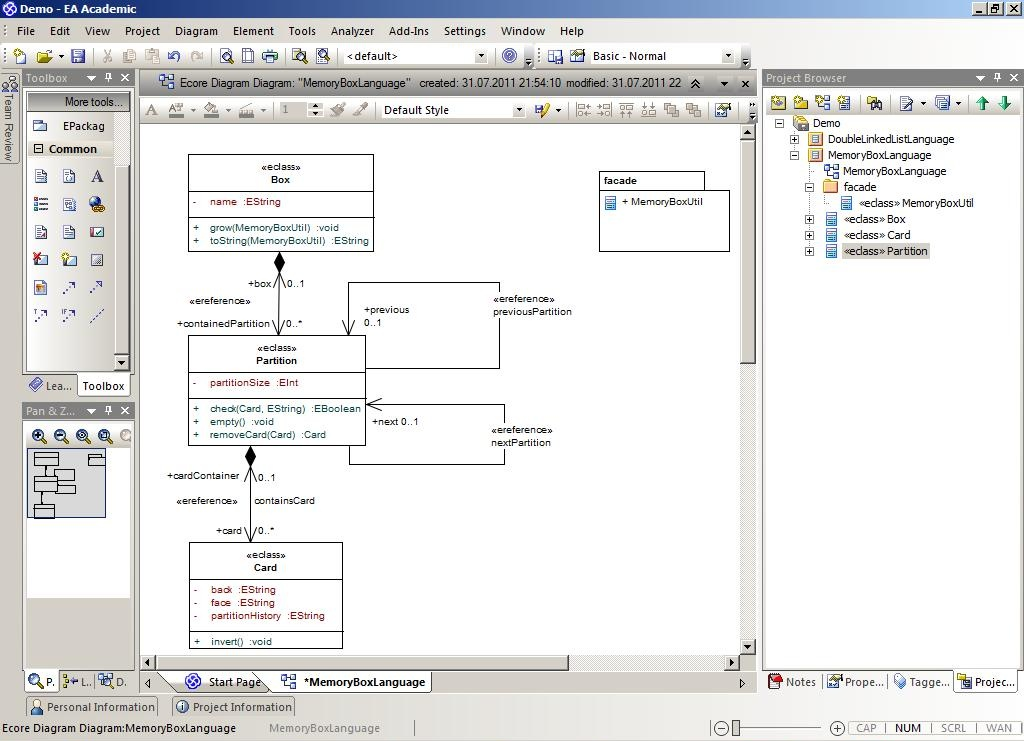 Demo - EA Academic
File Edit View Project Diagram Element Tools Analyzer Add-Ins Settings Window Help
<default>
Basic - Normal
Toolbox
Ecore Diagram Diagram: "MemoryBoxLanguage" created: 31.07.2011 21:54:10 modified: 31.07.2011 22
Project Browser
Team Review
More tools...
EPackag
Common
1
Default Style
«eclass»
Box
- name :EString
+ grow(MemoryBoxUtil) :void
+ toString(MemoryBoxUtil) :EString
facade
+ MemoryBoxUtil
+box
0..1
«ereference»
+containedPartition
0..*
+previous
0..1
«ereference»
previousPartition
«eclass»
Partition
- partitionSize :EInt
+ check(Card, EString) :EBoolean
+ empty() :void
+ removeCard(Card) :Card
+next 0..1
«ereference»
nextPartition
+cardContainer
0..1
«ereference»
containsCard
+card
0..*
«eclass»
Card
- back :EString
- face :EString
- partitionHistory :EString
+ invert() :void
Demo
DoubleLinkedListLanguage
MemoryBoxLanguage
MemoryBoxLanguage
facade
«eclass» MemoryBoxUtil
«eclass» Box
«eclass» Card
«eclass» Partition
Lea...
Toolbox
Pan & Z...
P.
L..
D.
Start Page
*MemoryBoxLanguage
Notes
Prope...
Tagge...
Projec...
Personal Information
Project Information
Ecore Diagram Diagram:MemoryBoxLanguage
MemoryBoxLanguage
CAP
NUM
SCRL
WAN